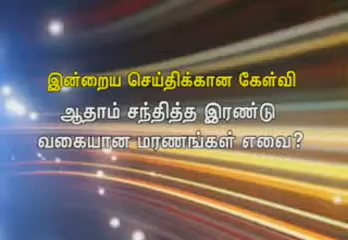 இன்றைய செய்திக்கான கேள்வி
ஆதாம் சந்தித்த இரண்டு
வகையான மரணங்கள் எவை?